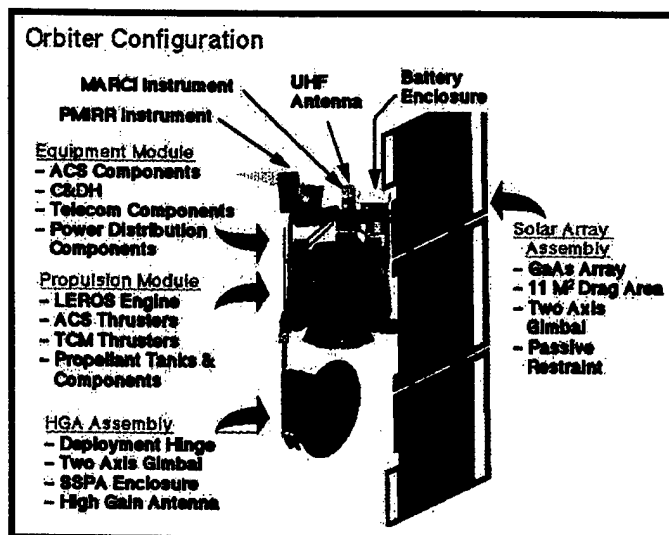 Orbiter Configuration
MARCI Instrument
PMIRR Instrument
UHF
Antenna
Battery
Enclosure
Equipment Module
– ACS Components
– C&DH
– Telecom Components
– Power Distribution
Components
Propulsion Module
– LEROS Engine
– ACS Thrusters
– TCM Thrusters
– Propellant Tanks &
Components
HGA Assembly
– Deployment Hinge
– Two Axis Gimbal
– SSPA Enclosure
– High Gain Antenna
Solar Array
Assembly
– GaAs Array
– 11 M² Drag Area
– Two Axis
Gimbal
– Passive
Restraint